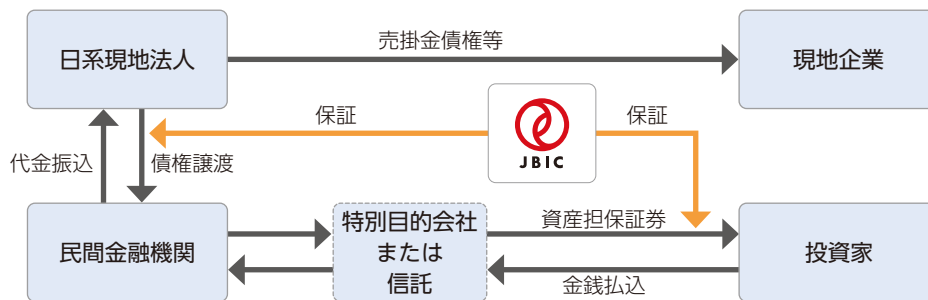 日系現地法人
売掛金債権等
現地企業
保証
JBIC
保証
代金振込
債権譲渡
民間金融機関
特別目的会社
または
信託
資産担保証券
金銭払込
投資家